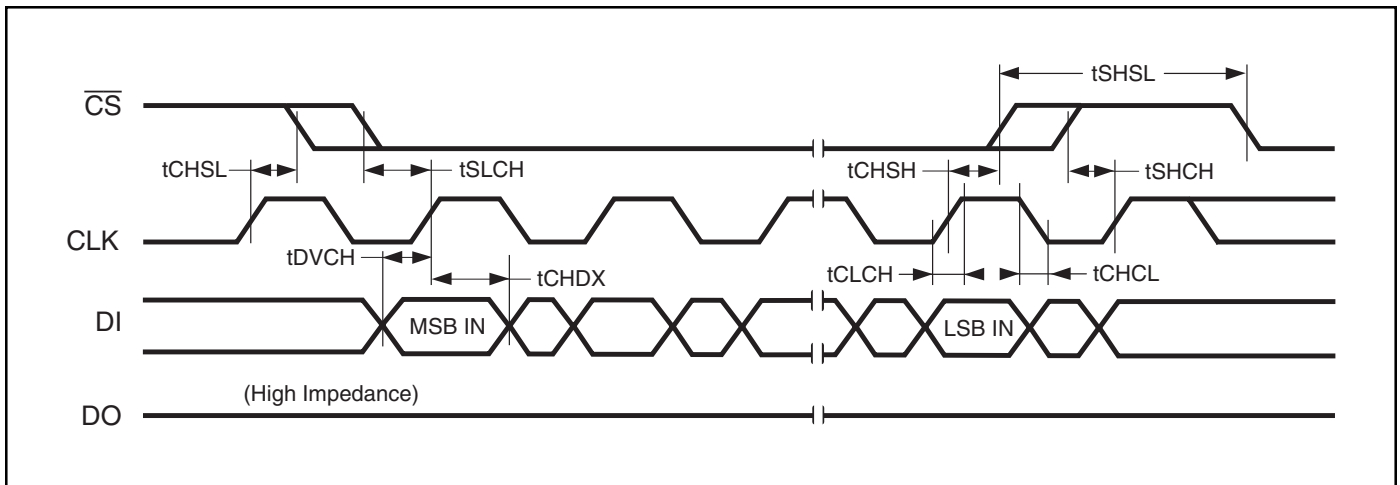 tSHSL
CS
tCHSL
tSLCH
tCHSH
tSHCH
CLK
tDVCH
tCHDX
tCLCH
tCHCL
DI
MSB IN
LSB IN
(High Impedance)
DO